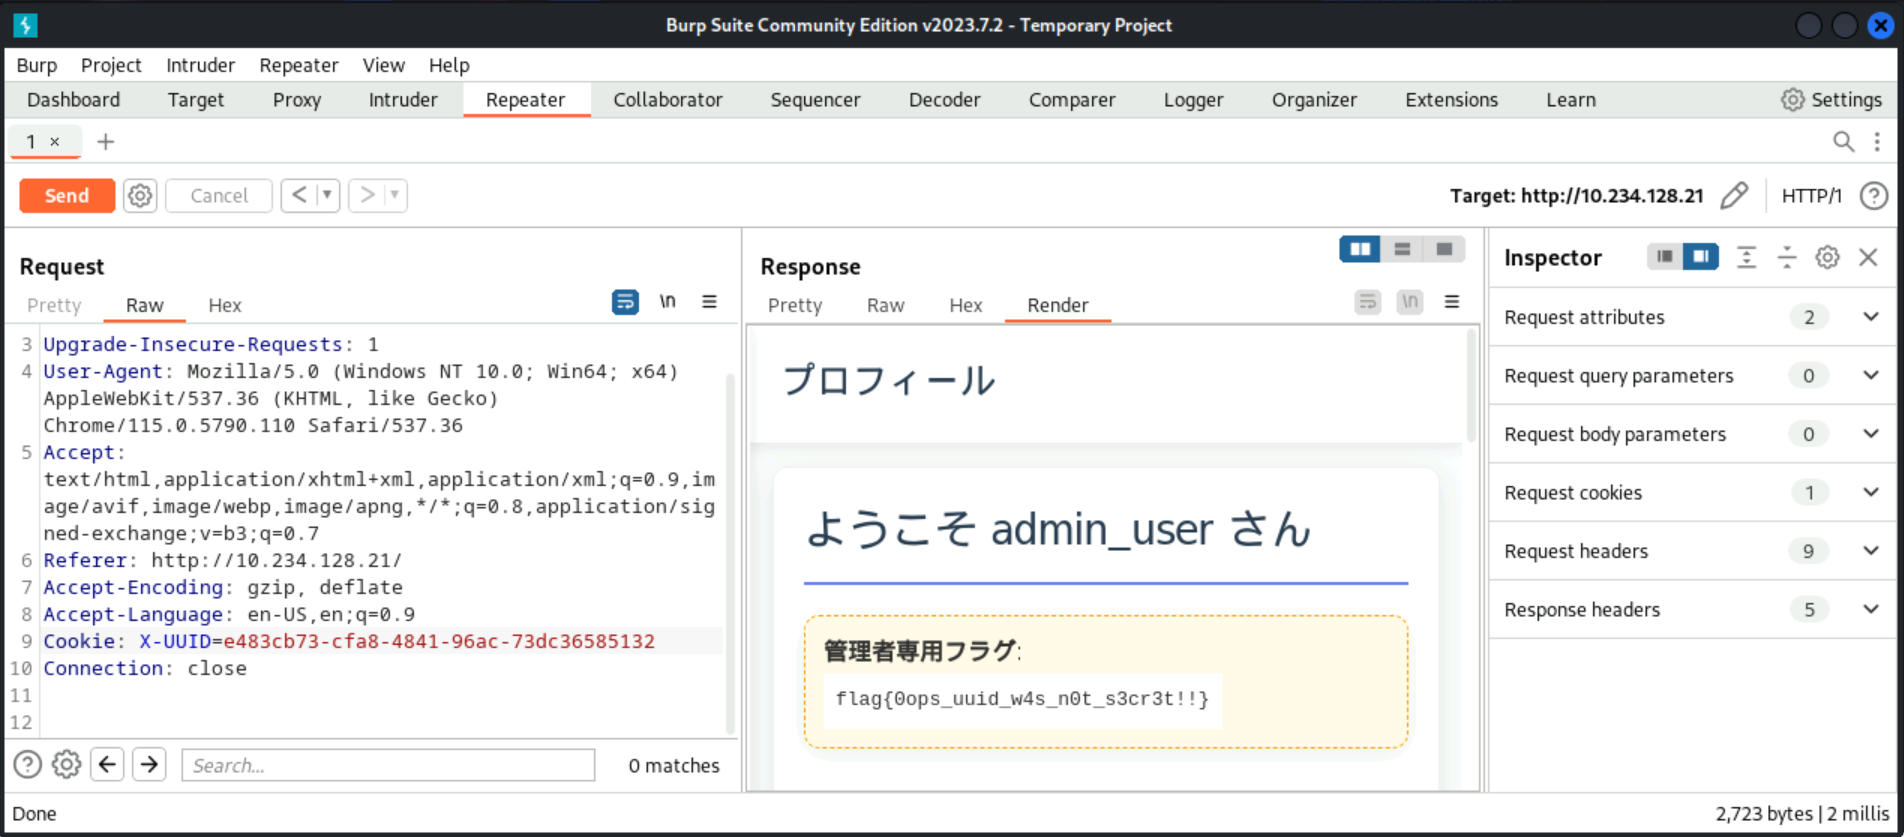 Burp Suite Community Edition v2023.7.2 - Temporary Project
Burp Project Intruder Repeater View Help
Dashboard Target Proxy Intruder Repeater Collaborator Sequencer Decoder Comparer Logger Organizer Extensions Learn Settings
1 ×
Send Cancel Target: http://10.234.128.21 HTTP/1
Request
Pretty Raw Hex \n
3 Upgrade-Insecure-Requests: 1
4 User-Agent: Mozilla/5.0 (Windows NT 10.0; Win64; x64)
AppleWebKit/537.36 (KHTML, like Gecko)
Chrome/115.0.5790.110 Safari/537.36
5 Accept:
text/html,application/xhtml+xml,application/xml;q=0.9,im
age/avif,image/webp,image/apng,*/*;q=0.8,application/sig
ned-exchange;v=b3;q=0.7
6 Referer: http://10.234.128.21/
7 Accept-Encoding: gzip, deflate
8 Accept-Language: en-US,en;q=0.9
9 Cookie: X-UUID=e483cb73-cfa8-4841-96ac-73dc36585132
10 Connection: close
11
12
Search... 0 matches
Response
Pretty Raw Hex Render \n
プロフィール
ようこそ admin_user さん
管理者専用フラグ:
flag{0ops_uuid_w4s_n0t_s3cr3t!!}
Inspector
Request attributes 2
Request query parameters 0
Request body parameters 0
Request cookies 1
Request headers 9
Response headers 5
Done 2,723 bytes | 2 millis